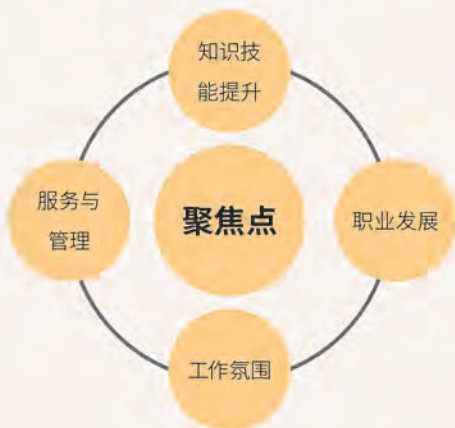 知识技
能提升
服务与
管理
聚焦点
职业发展
工作氛围